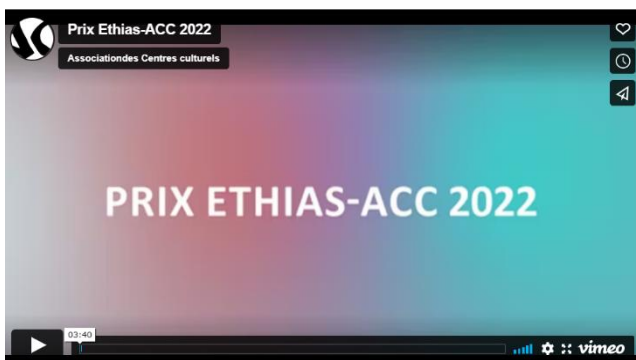 Prix Ethias-ACC 2022
Associationdes Centres culturels
PRIX ETHIAS-ACC 2022
03:40
vimeo